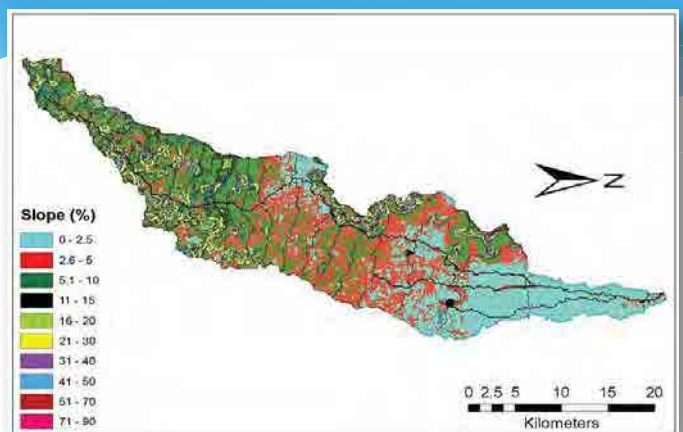 N
Slope (%)
0 - 2.5
2.6 - 5
5.1 - 10
11 - 15
16 - 20
21 - 30
31 - 40
41 - 50
51 - 70
71 - 90
0 2.5 5 10 15 20
Kilometers